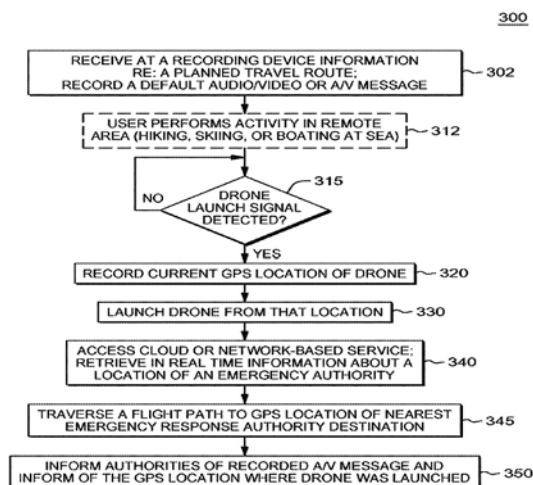 300
RECEIVE AT A RECORDING DEVICE INFORMATION
RE: A PLANNED TRAVEL ROUTE;
RECORD A DEFAULT AUDIO/VIDEO OR A/V MESSAGE
302
USER PERFORMS ACTIVITY IN REMOTE
AREA (HIKING, SKIING, OR BOATING AT SEA)
312
315
NO
DRONE
LAUNCH SIGNAL
DETECTED?
YES
RECORD CURRENT GPS LOCATION OF DRONE
320
LAUNCH DRONE FROM THAT LOCATION
330
ACCESS CLOUD OR NETWORK-BASED SERVICE;
RETRIEVE IN REAL TIME INFORMATION ABOUT A
LOCATION OF AN EMERGENCY AUTHORITY
340
TRAVERSE A FLIGHT PATH TO GPS LOCATION OF NEAREST
EMERGENCY RESPONSE AUTHORITY DESTINATION
345
INFORM AUTHORITIES OF RECORDED A/V MESSAGE AND
INFORM OF THE GPS LOCATION WHERE DRONE WAS LAUNCHED
350